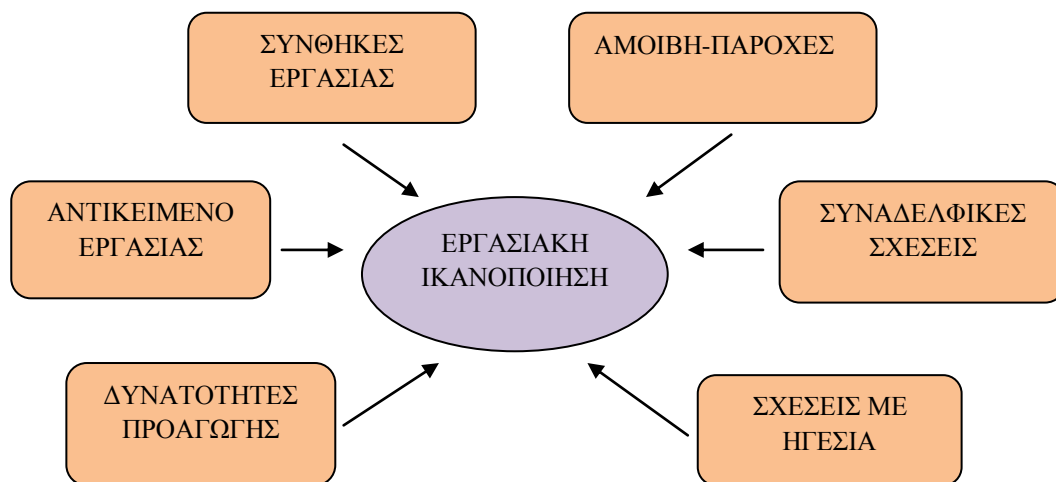 ΣΥΝΘΗΚΕΣ
ΕΡΓΑΣΙΑΣ
ΑΜΟΙΒΗ-ΠΑΡΟΧΕΣ
ΑΝΤΙΚΕΙΜΕΝΟ
ΕΡΓΑΣΙΑΣ
ΕΡΓΑΣΙΑΚΗ
ΙΚΑΝΟΠΟΙΗΣΗ
ΣΥΝΑΔΕΛΦΙΚΕΣ
ΣΧΕΣΕΙΣ
ΔΥΝΑΤΟΤΗΤΕΣ
ΠΡΟΑΓΩΓΗΣ
ΣΧΕΣΕΙΣ ΜΕ
ΗΓΕΣΙΑ